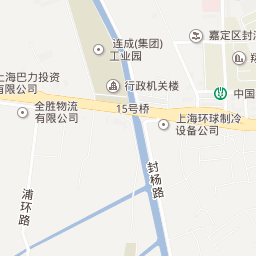 嘉定区封
连成(集团)
工业园
翔
上海巴力投资
有限公司
行政机关楼
中国
全胜物流
有限公司
15号桥
上海环球制冷
设备公司
封杨路
浦环路